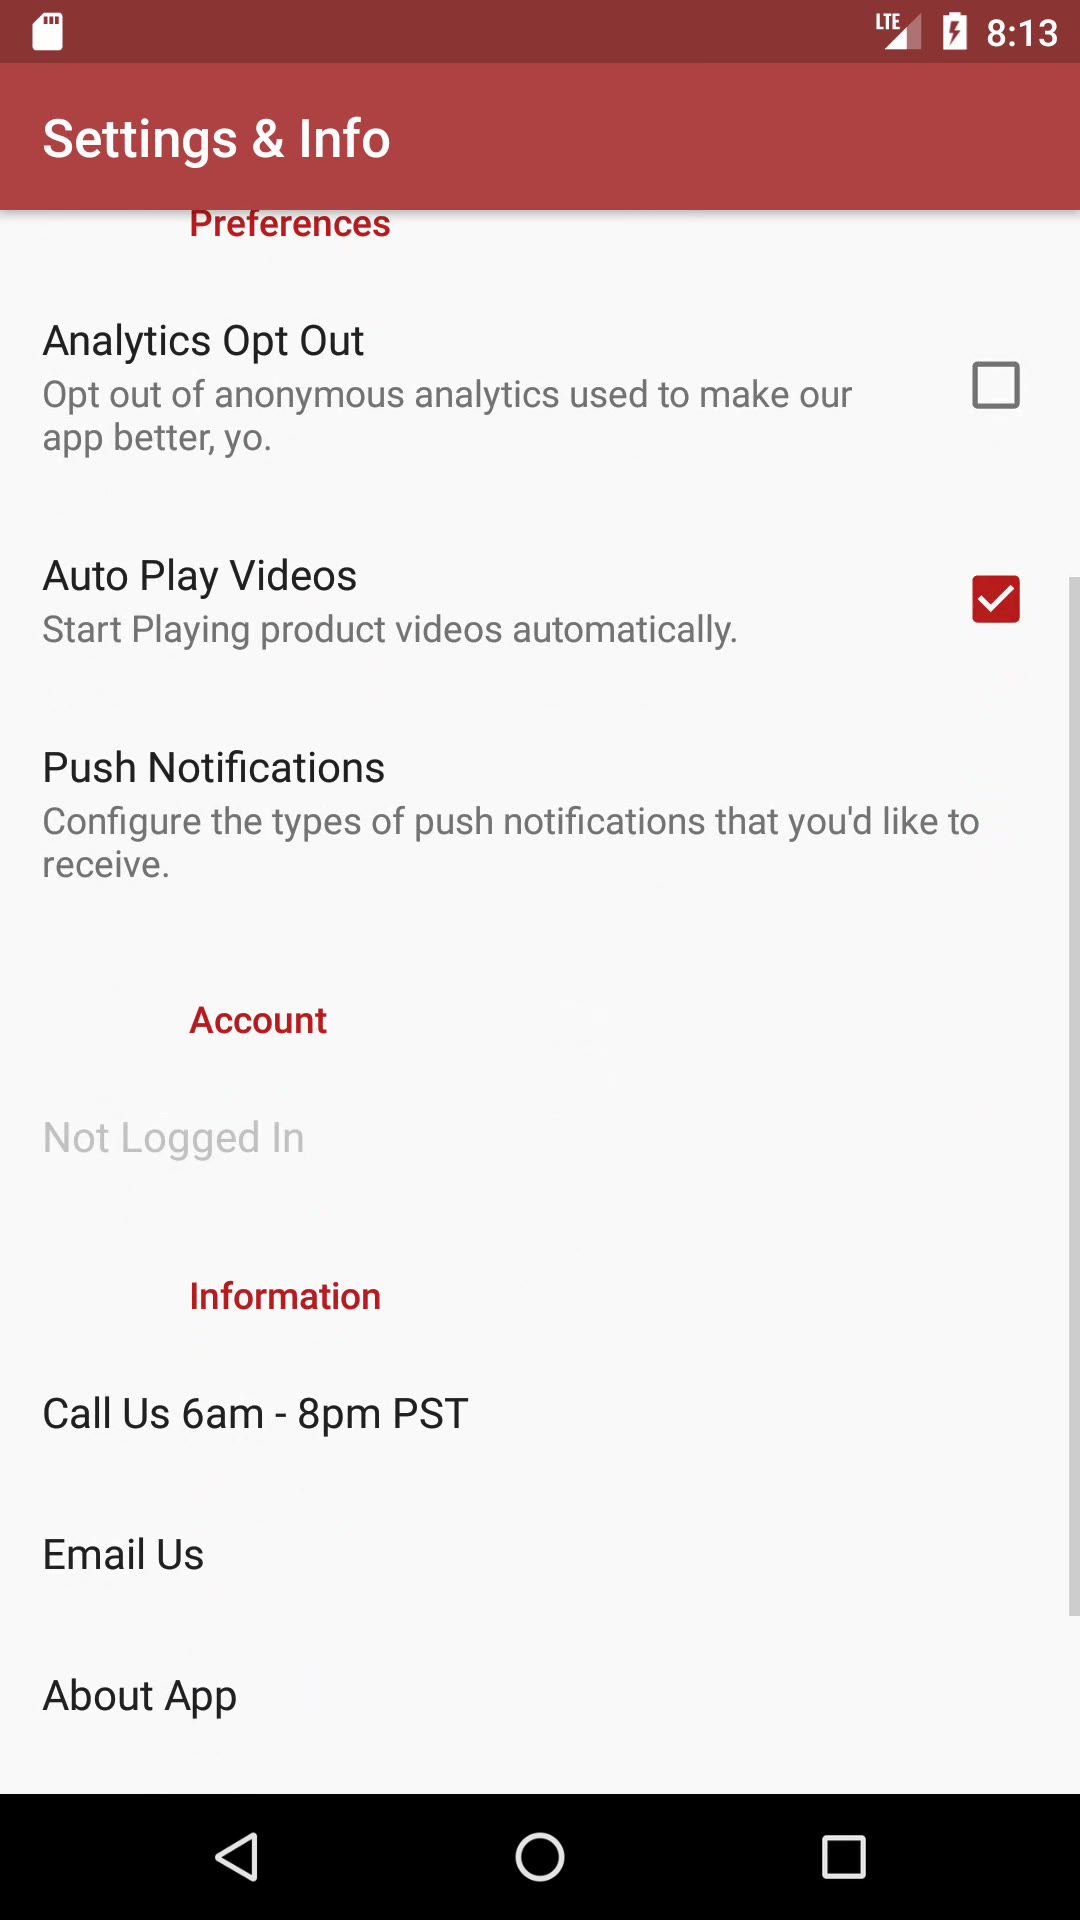 LTE 8:13
Settings & Info
Preferences
Analytics Opt Out
Opt out of anonymous analytics used to make our
app better, yo.
Auto Play Videos
Start Playing product videos automatically.
Push Notifications
Configure the types of push notifications that you'd like to
receive.
Account
Not Logged In
Information
Call Us 6am - 8pm PST
Email Us
About App